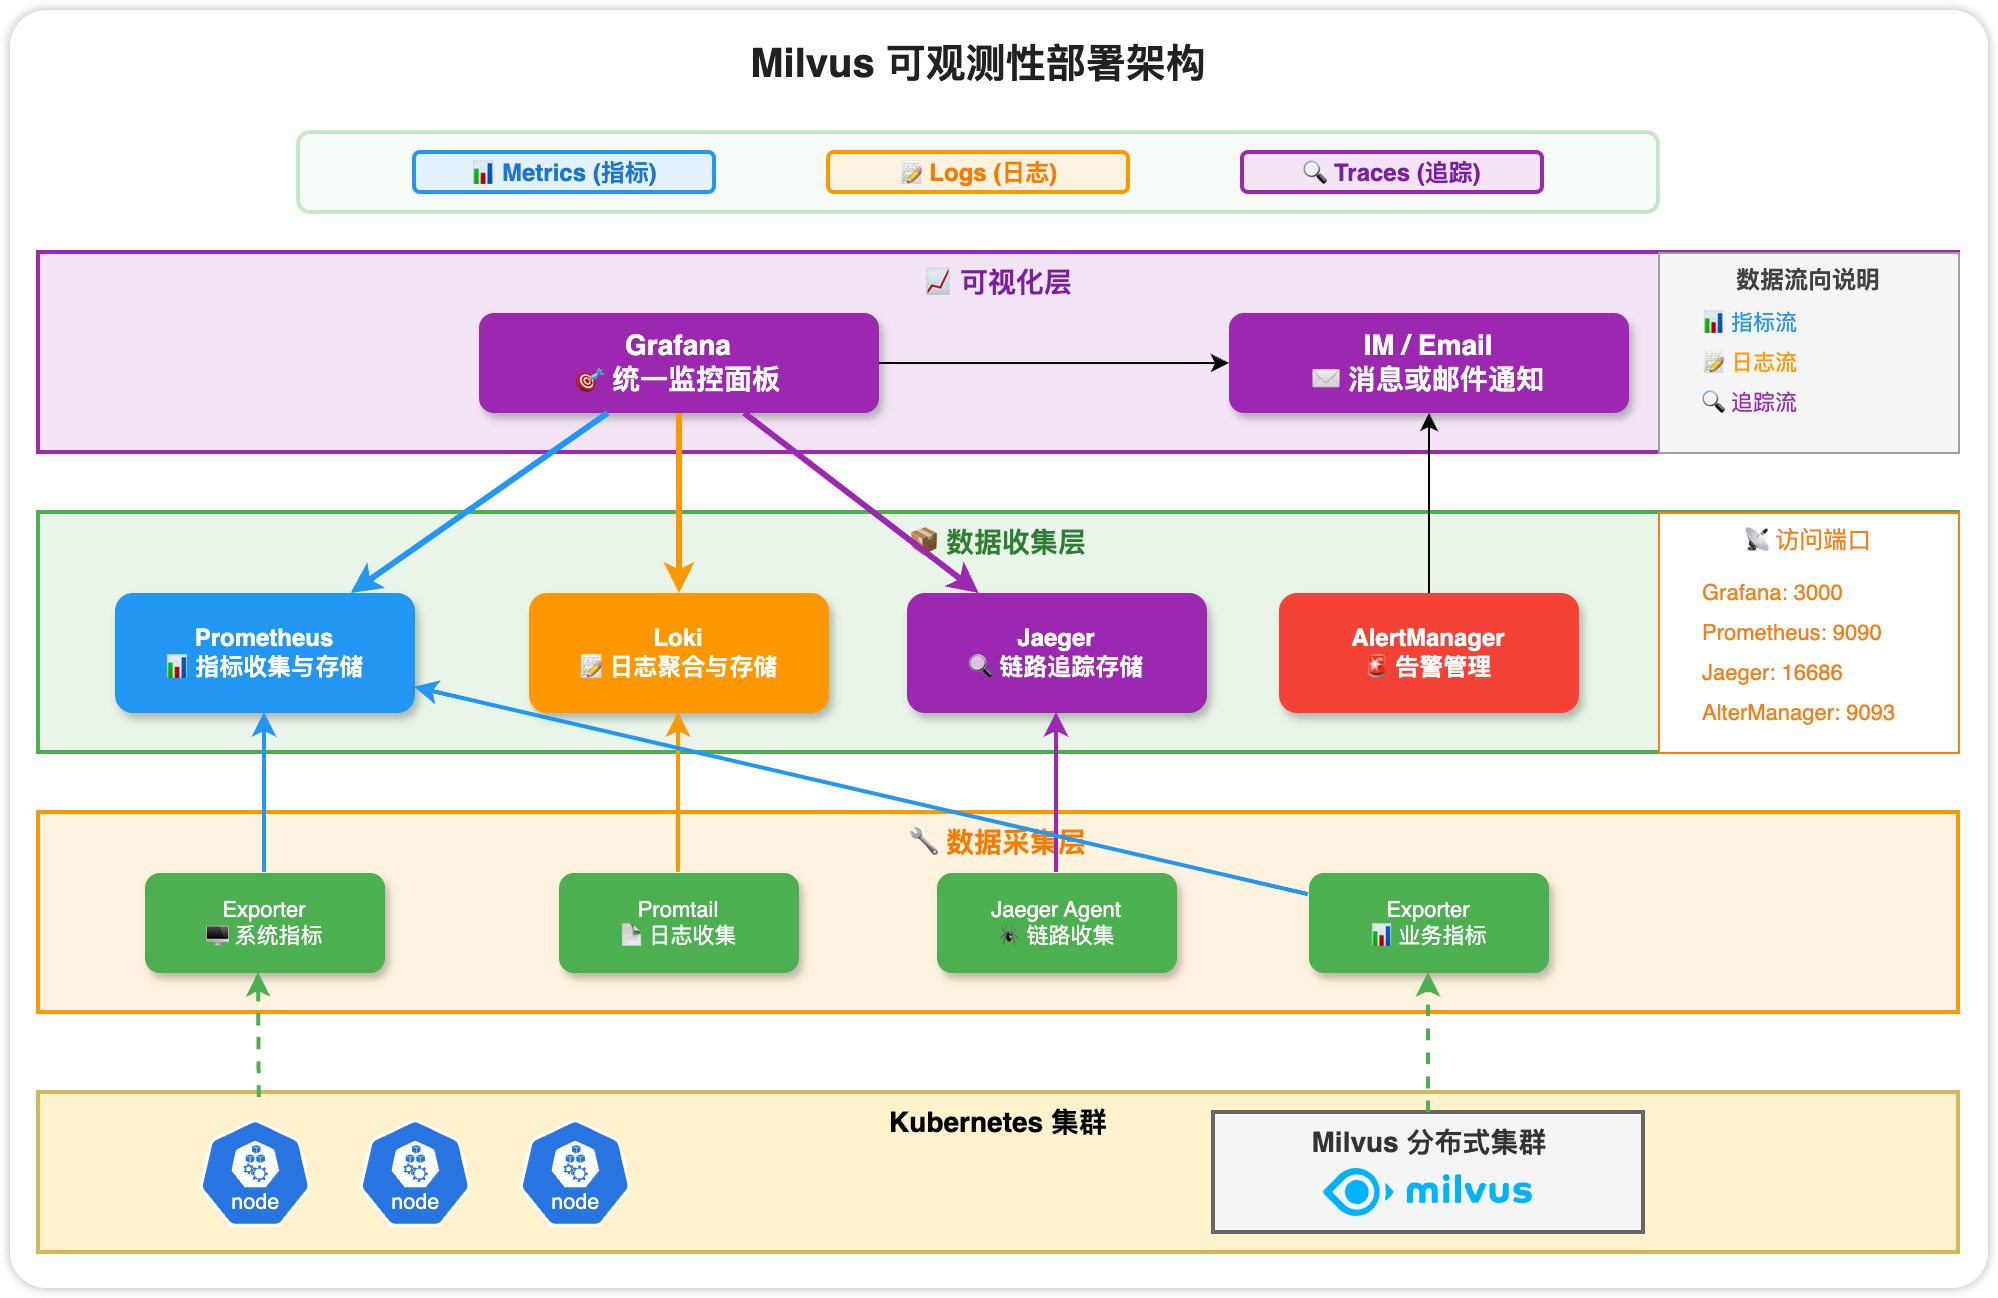 Milvus 可观测性部署架构
📊 Metrics (指标)
📝 Logs (日志)
🔍 Traces (追踪)
📈 可视化层
Grafana
🎯 统一监控面板
IM / Email
✉️ 消息或邮件通知
数据流向说明
📊 指标流
📝 日志流
🔍 追踪流
📦 数据收集层
Prometheus
📊 指标收集与存储
Loki
📝 日志聚合与存储
Jaeger
🔍 链路追踪存储
AlertManager
🚨 告警管理
📡 访问端口
Grafana: 3000
Prometheus: 9090
Jaeger: 16686
AlterManager: 9093
🔧 数据采集层
Exporter
🖥️ 系统指标
Promtail
📄 日志收集
Jaeger Agent
🕷️ 链路收集
Exporter
📊 业务指标
Kubernetes 集群
node
node
node
Milvus 分布式集群
milvus